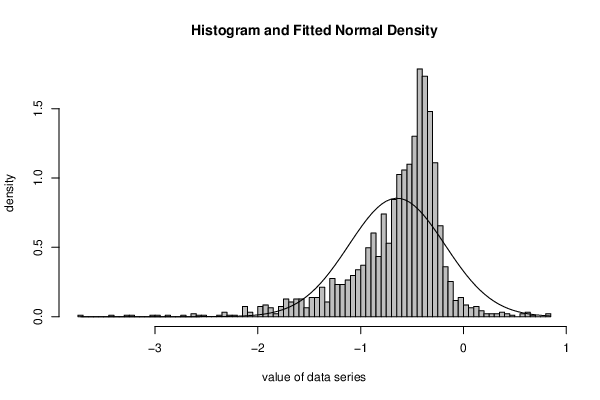 Histogram and Fitted Normal Density
density
1.5
1.0
0.5
0.0
−3 −2 −1 0 1
value of data series